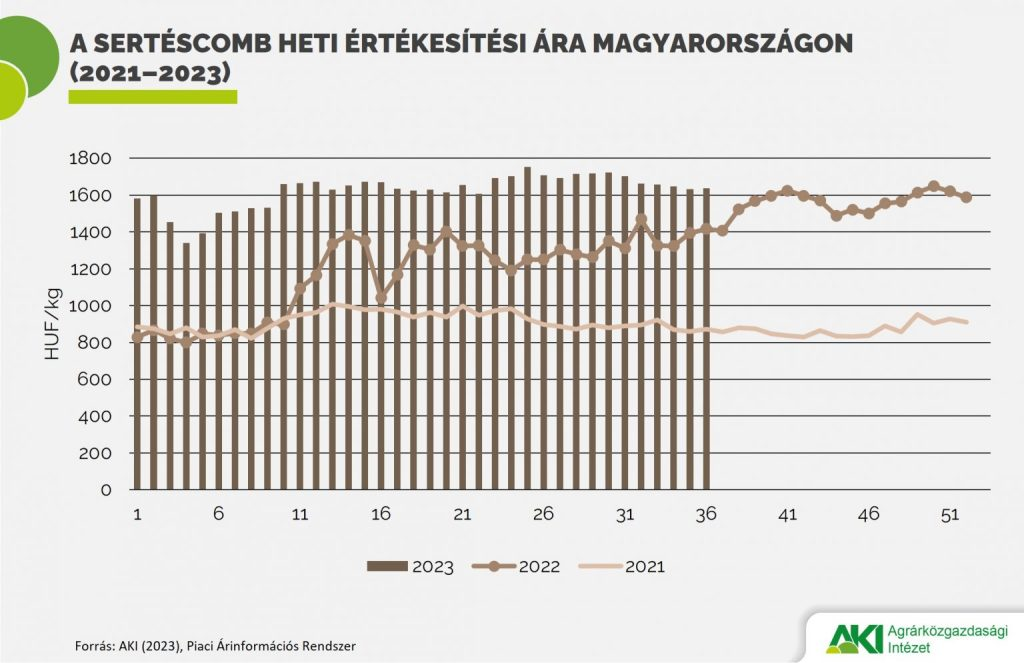 A SERTÉSCOMB HETI ÉRTÉKESÍTÉSI ÁRA MAGYARORSZÁGON
(2021–2023)
HUF/kg
1800
1600
1400
1200
1000
800
600
400
200
0
1 6 11 16 21 26 31 36 41 46 51
2023 2022 2021
Forrás: AKI (2023), Piaci Árinformációs Rendszer
AKI Agrárközgazdasági
Intézet